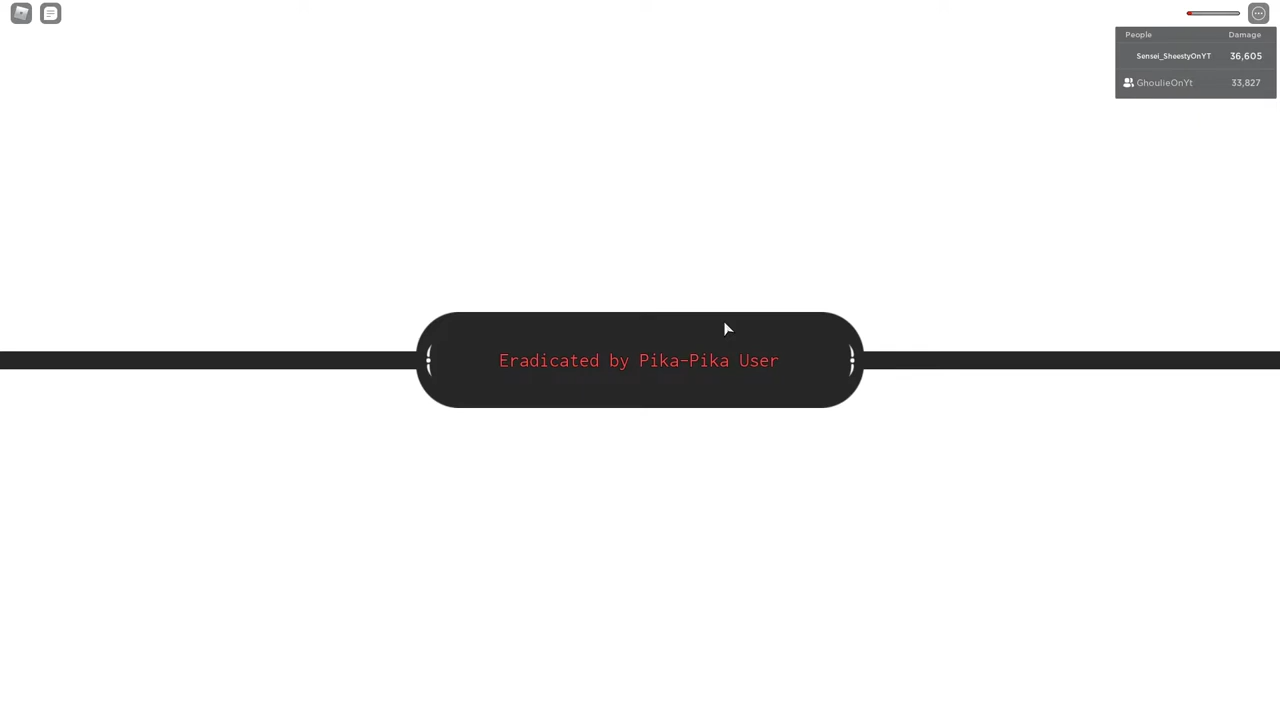 People Damage
Sensei_SheestyOnYT 36,605
GhoulieOnYt 33,827
Eradicated by Pika-Pika User